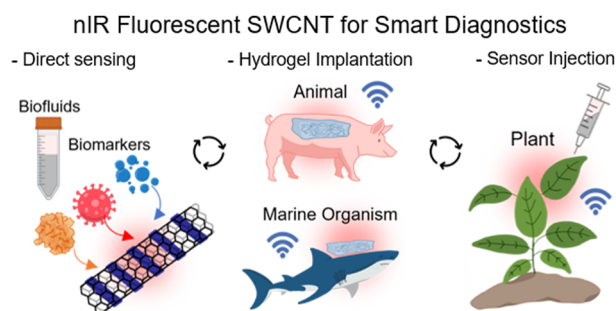 nIR Fluorescent SWCNT for Smart Diagnostics
- Direct sensing
- Hydrogel Implantation
- Sensor Injection
Biofluids
Biomarkers
Animal
Marine Organism
Plant